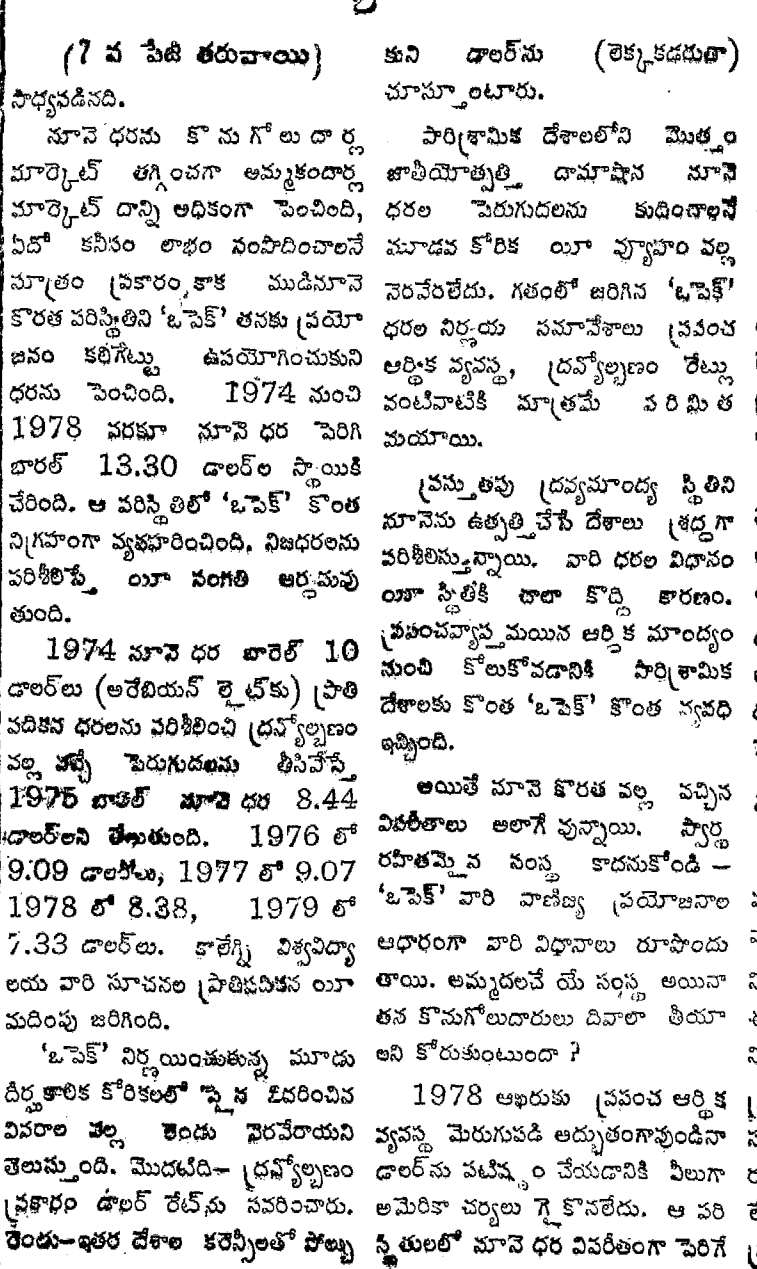 (7 వ పేజీ తరువాయి)
సాధ్యపడినది.
నూనె ధరను కొనుగోలుదార్ల
మార్కెట్ తగ్గించగా అమ్మకందార్ల
మార్కెట్ దాన్ని అధికంగా పెంచింది,
ఏదో కనీసం లాభం సంపాదించాలనే
సూత్రం ప్రకారం కాక ముడినూనె
కొరత పరిస్థితిని ‘ఒపెక్’ తనకు ప్రయో
జనం కలిగేట్టు ఉపయోగించుకుని
ధరను పెంచింది. 1974 నుంచి
1978 వరకూ నూనె ధర పెరిగి
బారల్ 13.30 డాలర్‌ల స్థాయికి
చేరింది. ఆ పరిస్థితిలో ‘ఒపెక్’ కొంత
నిగ్రహంగా వ్యవహరించింది. నిజధరలను
పరిశీలిస్తే యీ సంగతి అర్థమవు
తుంది.
1974 నూనె ధర బారెల్ 10
డాలర్‌లు (అరేబియన్ లైట్‌కు) ప్రాతి
పదికన ధరలను పరిశీలించి ద్రవ్యోల్బణం
వల్ల వచ్చే పెరుగుదలను తీసివేస్తే
1975 బారెల్ నూనె ధర 8.44
డాలర్‌లని తేలుతుంది. 1976 లో
9.09 డాలర్‌లు, 1977 లో 9.07
1978 లో 8.38, 1979 లో
7.33 డాలర్‌లు. కాలేగ్ని విశ్వవిద్యా
లయ వారి సూచనల ప్రాతిపదికన యీ
మదింపు జరిగింది.
‘ఒపెక్’ నిర్ణయించుకున్న మూడు
దీర్ఘకాలిక కోరికలలో పైన ఉదరించిన
వివరాల వల్ల రెండు నెరవేరాయని
తెలుస్తుంది. మొదటిది– ద్రవ్యోల్బణం
ప్రకారం డాలర్ రేట్‌ను సవరించారు.
రెండు–ఇతర దేశాల కరెన్సీలతో పోల్చు
కుని డాలర్‌ను (లెక్కకడరుతా)
చూస్తూంటారు.
పారిశ్రామిక దేశాలలోని మొత్తం
జాతీయోత్పత్తి దామాషాన నూనె
ధరల పెరుగుదలను కుదించాలనే
మూడవ కోరిక యీ వ్యూహం వల్ల
నెరవేరలేదు. గతంలో జరిగిన ‘ఒపెక్’
ధరల నిర్ణయ సమావేశాలు ప్రపంచ
ఆర్థిక వ్యవస్థ, ద్రవ్యోల్బణం రేట్లు
వంటివాటికి మాత్రమే పరిమిత
మయాయి.
ప్రస్తుతపు ద్రవ్యమాంద్య స్థితిని
నూనెను ఉత్పత్తిచేసే దేశాలు శ్రద్ధగా
పరిశీలిస్తున్నాయి. వారి ధరల విధానం
యీ స్థితికి చాలా కొద్ది కారణం.
ప్రపంచవ్యాప్తమయిన ఆర్థిక మాంద్యం
నుంచి కోలుకోవడానికి పారిశ్రామిక
దేశాలకు కొంత ‘ఒపెక్’ కొంత వ్యవధి
ఇచ్చింది.
అయితే నూనె కొరత వల్ల వచ్చిన
విపరీతాలు అలాగే వున్నాయి. స్వార్థ
రహితమైన సంస్థ కాదనుకోండి –
‘ఒపెక్’ వారి వాణిజ్య ప్రయోజనాల
ఆధారంగా వారి విధానాలు రూపొందు
తాయి. అమ్మదలచే యే సంస్థ అయినా
తన కొనుగోలుదారులు దివాలా తీయా
అని కోరుకుంటుందా ?
1978 ఆఖరుకు ప్రపంచ ఆర్థిక
వ్యవస్థ మెరుగుపడి అద్భుతంగావుండినా
డాలర్‌ను పటిష్ఠం చేయడానికి వీలుగా
అమెరికా చర్యలు గైకొనలేదు. ఆ పరి
స్థితులలో నూనె ధర విపరీతంగా పెరిగే